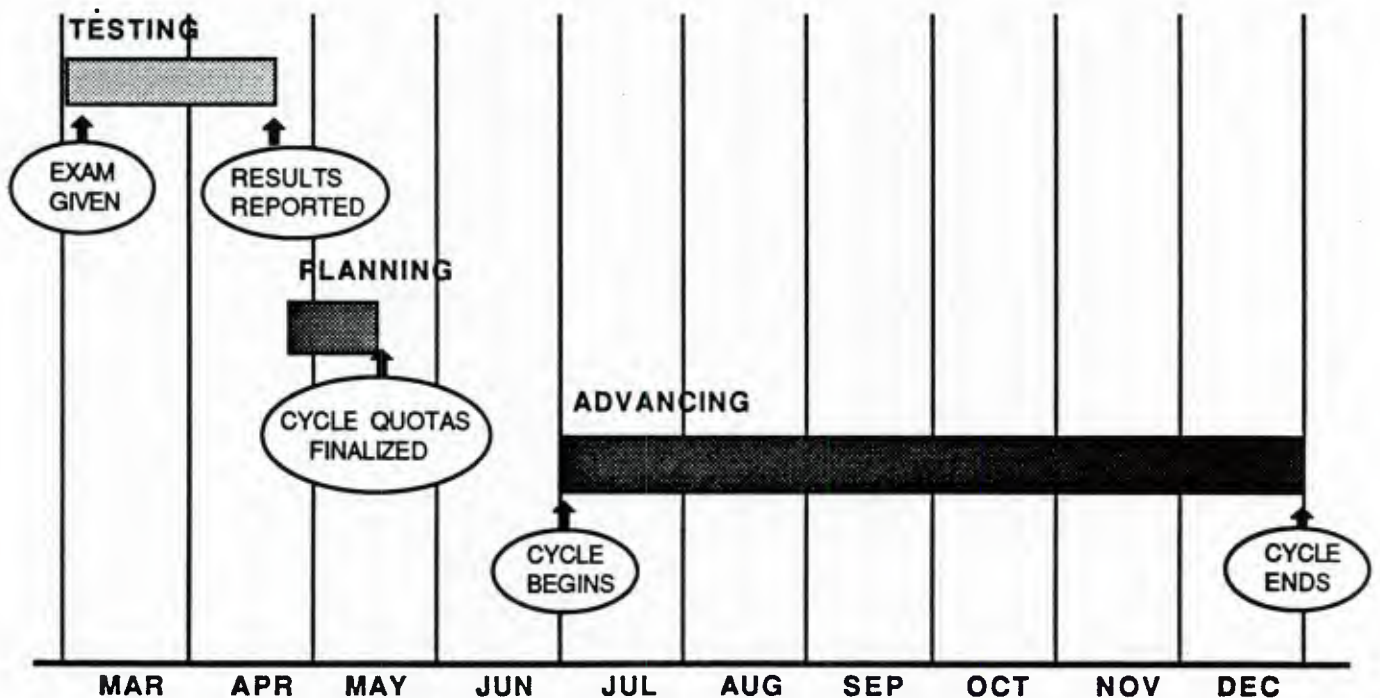 TESTING
EXAM
GIVEN
RESULTS
REPORTED
PLANNING
CYCLE QUOTAS
FINALIZED
ADVANCING
CYCLE
BEGINS
CYCLE
ENDS
MAR APR MAY JUN JUL AUG SEP OCT NOV DEC